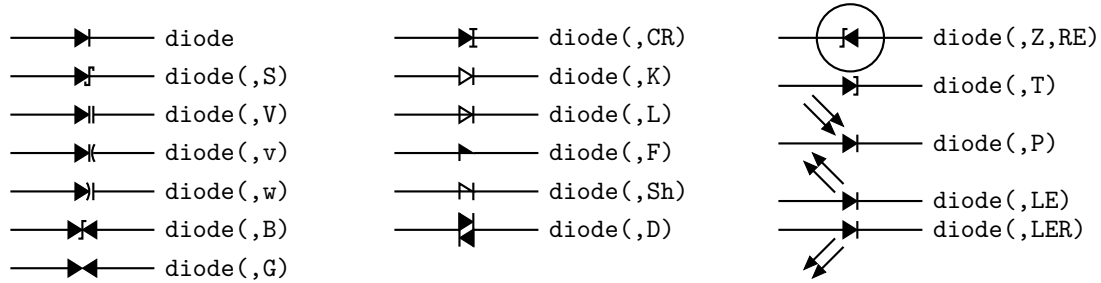 diode
diode(,S)
diode(,V)
diode(,v)
diode(,w)
diode(,B)
diode(,G)
diode(,CR)
diode(,K)
diode(,L)
diode(,F)
diode(,Sh)
diode(,D)
diode(,Z,RE)
diode(,T)
diode(,P)
diode(,LE)
diode(,LER)